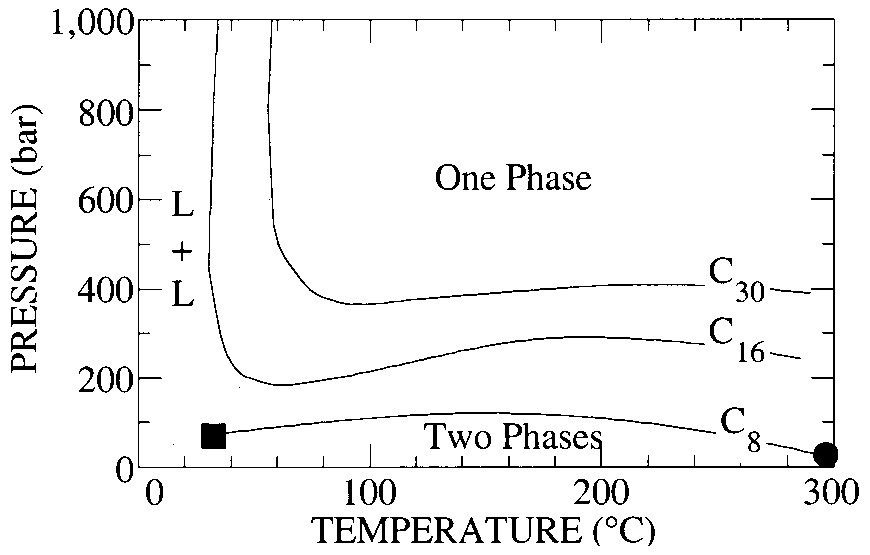 1,000
800
600
400
200
0
PRESSURE (bar)
L
+
L
One Phase
C30
C16
C8
Two Phases
0 100 200 300
TEMPERATURE (°C)